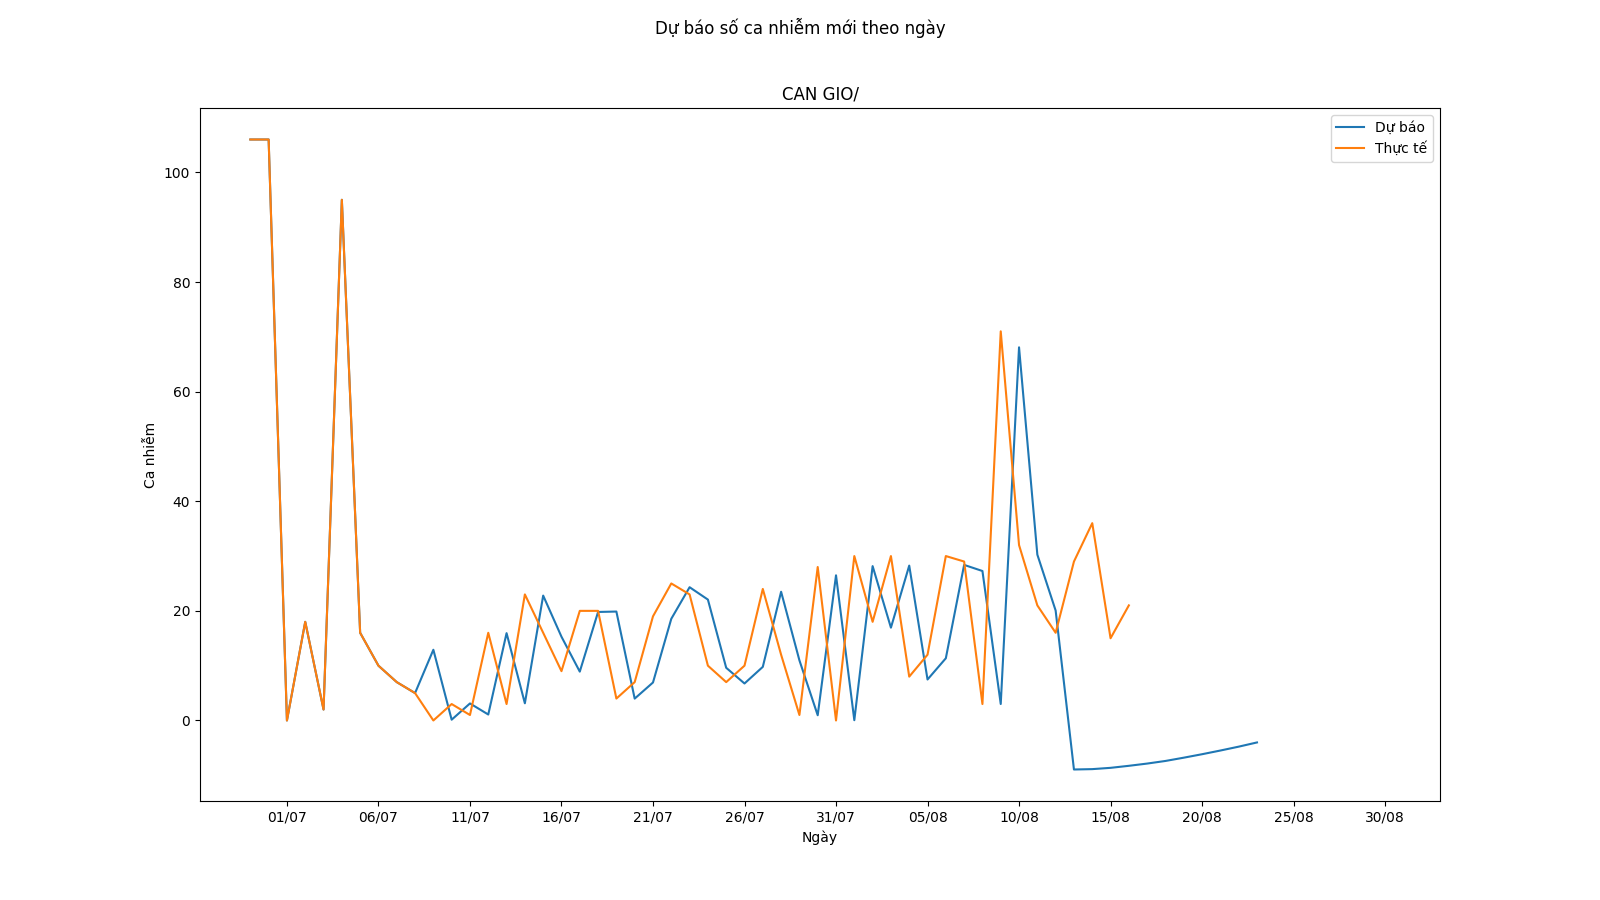 Dự báo số ca nhiễm mới theo ngày
CAN GIO/
Dự báo
Thực tế
100
80
60
40
20
0
Ca nhiễm
01/07 06/07 11/07 16/07 21/07 26/07 31/07 05/08 10/08 15/08 20/08 25/08 30/08
Ngày